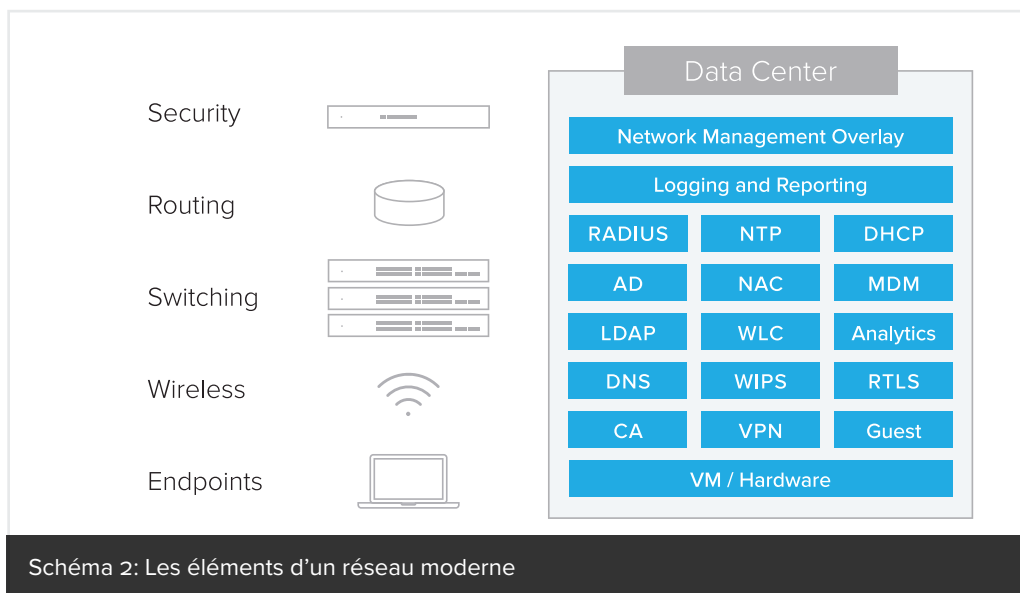 Security
Routing
Switching
Wireless
Endpoints
Data Center
Network Management Overlay
Logging and Reporting
RADIUS NTP DHCP
AD NAC MDM
LDAP WLC Analytics
DNS WIPS RTLS
CA VPN Guest
VM / Hardware
Schéma 2: Les éléments d’un réseau moderne